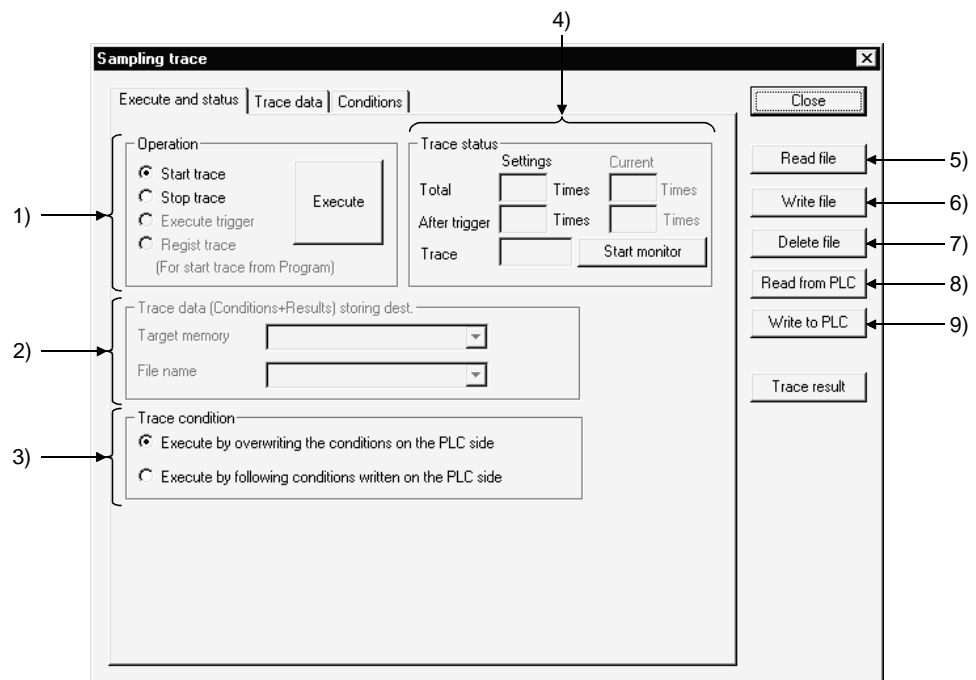 4)
Sampling trace
Execute and status Trace data Conditions
Close
1)
Operation
Start trace
Stop trace
Execute trigger
Regist trace
(For start trace from Program)
Execute
Trace status
Settings Current
Total Times Times
After trigger Times Times
Trace Start monitor
Read file 5)
Write file 6)
Delete file 7)
Read from PLC 8)
Write to PLC 9)
Trace result
2)
Trace data (Conditions+Results) storing dest.
Target memory
File name
3)
Trace condition
Execute by overwriting the conditions on the PLC side
Execute by following conditions written on the PLC side